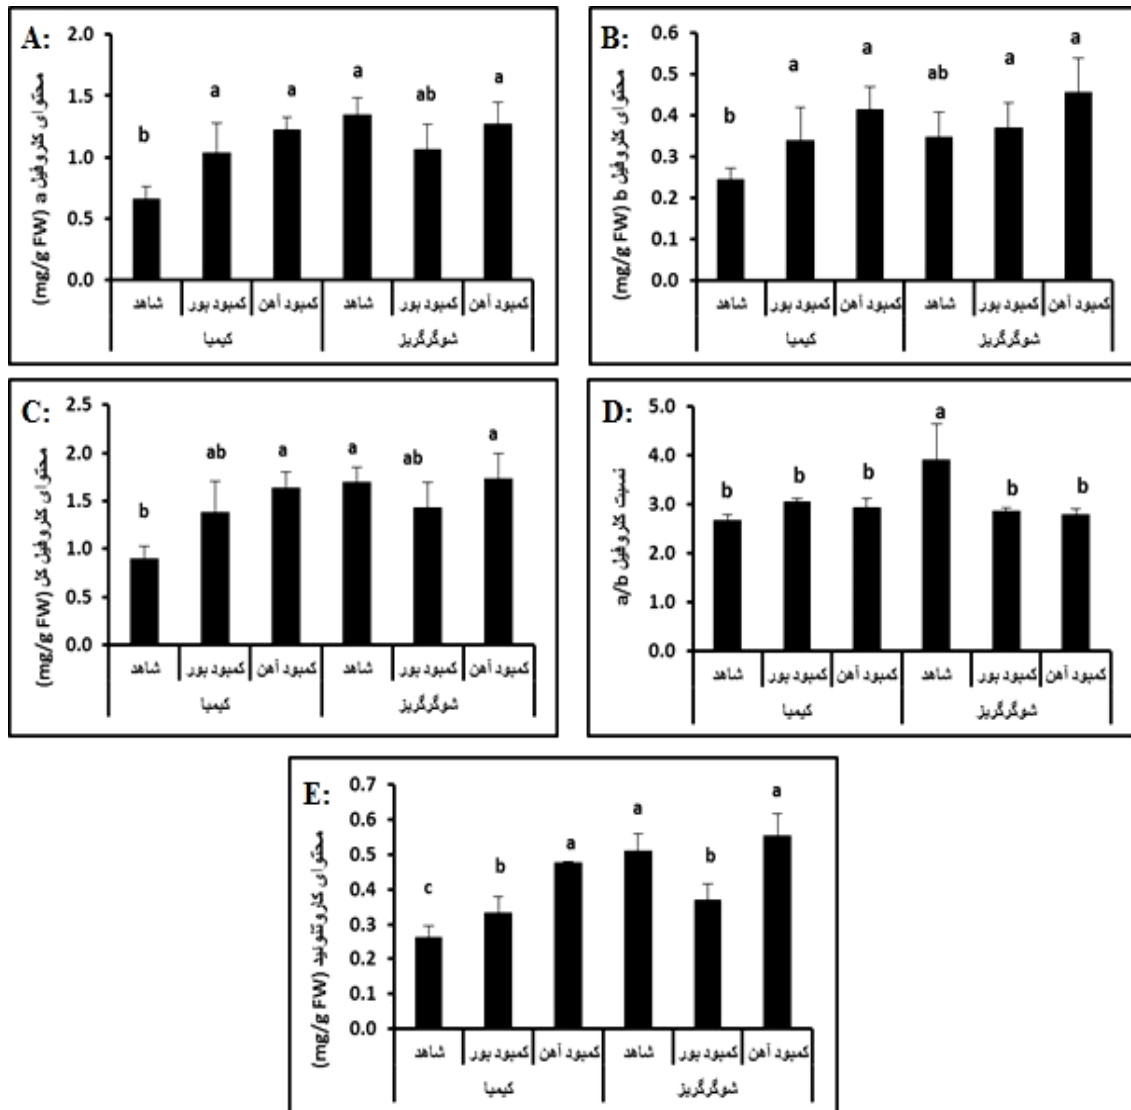 A:
محتوای کلروفیل a (mg/g FW)
2.0
1.5
1.0
0.5
0.0
b a a a ab a
شاهد کمبود بور کمبود آهن شاهد کمبود بور کمبود آهن
کیمیا شوگرگریز
B:
محتوای کلروفیل b (mg/g FW)
0.6
0.5
0.4
0.3
0.2
0.1
0.0
b a a ab a a
شاهد کمبود بور کمبود آهن شاهد کمبود بور کمبود آهن
کیمیا شوگرگریز
C:
محتوای کلروفیل کل (mg/g FW)
2.5
2.0
1.5
1.0
0.5
0.0
b ab a a ab a
شاهد کمبود بور کمبود آهن شاهد کمبود بور کمبود آهن
کیمیا شوگرگریز
D:
نسبت کلروفیل a/b
5.0
4.0
3.0
2.0
1.0
0.0
b b b a b b
شاهد کمبود بور کمبود آهن شاهد کمبود بور کمبود آهن
کیمیا شوگرگریز
E:
محتوای کاروتنوئید (mg/g FW)
0.7
0.6
0.5
0.4
0.3
0.2
0.1
0.0
c b a a b a
شاهد کمبود بور کمبود آهن شاهد کمبود بور کمبود آهن
کیمیا شوگرگریز